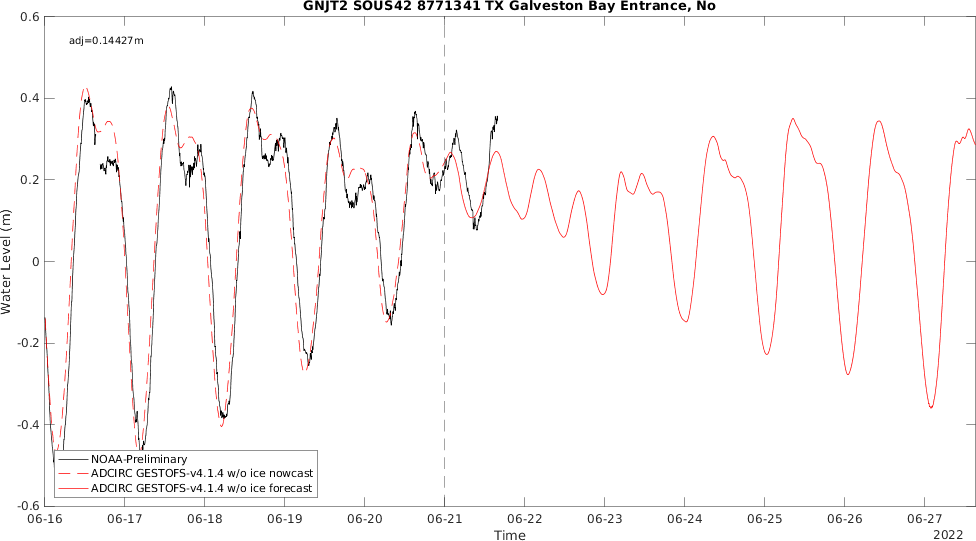 GNJT2 SOUS42 8771341 TX Galveston Bay Entrance, No
adj=0.14427m
0.6
0.4
0.2
0
-0.2
-0.4
-0.6
Water Level (m)
NOAA-Preliminary
ADCIRC GESTOFS-v4.1.4 w/o ice nowcast
ADCIRC GESTOFS-v4.1.4 w/o ice forecast
06-16 06-17 06-18 06-19 06-20 06-21 06-22 06-23 06-24 06-25 06-26 06-27
Time
2022